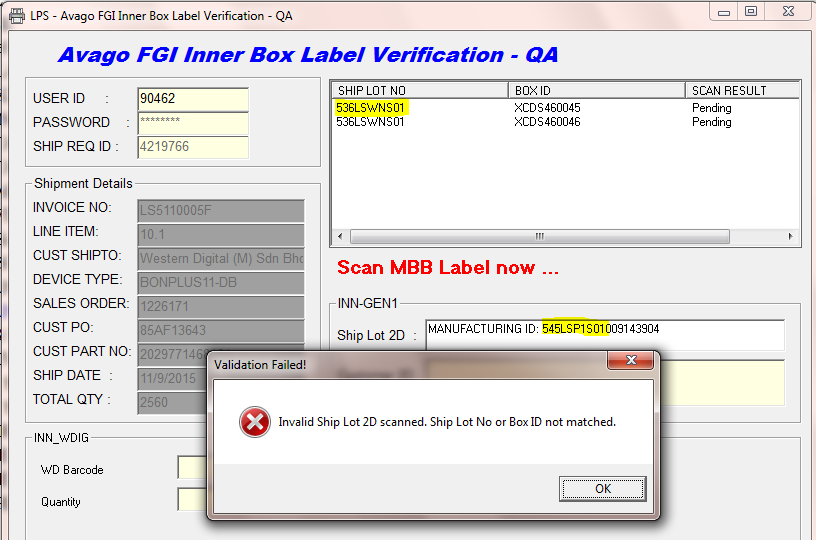 LPS - Avago FGI Inner Box Label Verification - QA
Avago FGI Inner Box Label Verification - QA
USER ID : 90462
PASSWORD : ********
SHIP REQ ID : 4219766
SHIP LOT NO BOX ID SCAN RESULT
536LSWNS01 XCDS460045 Pending
536LSWNS01 XCDS460046 Pending
Shipment Details
INVOICE NO: LS5110005F
LINE ITEM: 10.1
CUST SHIPTO: Western Digital (M) Sdn Bhd
DEVICE TYPE: BONPLUS11-DB
SALES ORDER: 1226171
CUST PO: 85AF13643
CUST PART NO: 2029771468
SHIP DATE : 11/9/2015
TOTAL QTY : 2560
Scan MBB Label now ...
INN-GEN1
Ship Lot 2D : MANUFACTURING ID: 545LSP1S01009143904
Validation Failed!
Invalid Ship Lot 2D scanned. Ship Lot No or Box ID not matched.
OK
INN_WDIG
WD Barcode
Quantity